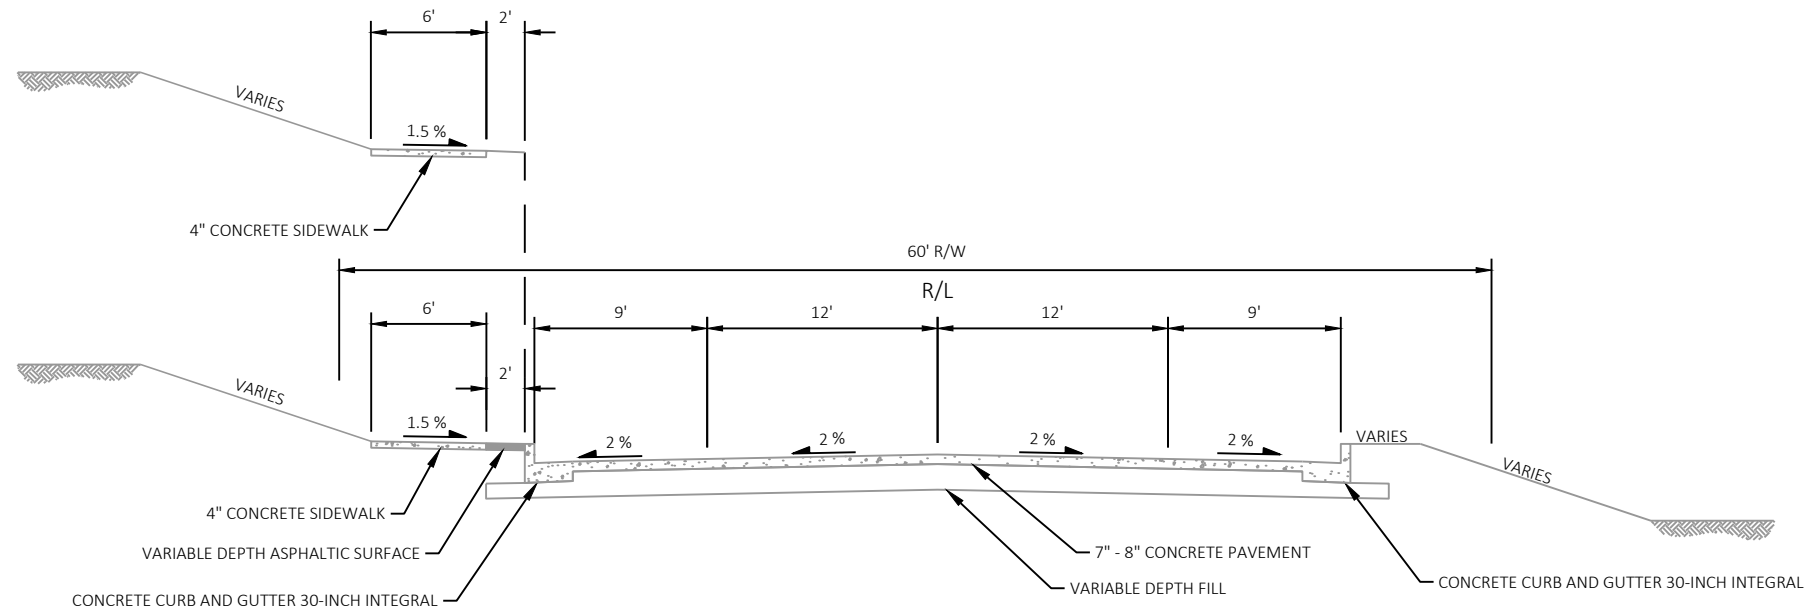 6'
2'
VARIES
1.5 %
4" CONCRETE SIDEWALK
60' R/W
R/L
6'
9'
12'
12'
9'
2'
VARIES
1.5 %
2 %
2 %
2 %
2 %
VARIES
VARIES
4" CONCRETE SIDEWALK
VARIABLE DEPTH ASPHALTIC SURFACE
7" - 8" CONCRETE PAVEMENT
CONCRETE CURB AND GUTTER 30-INCH INTEGRAL
VARIABLE DEPTH FILL
CONCRETE CURB AND GUTTER 30-INCH INTEGRAL